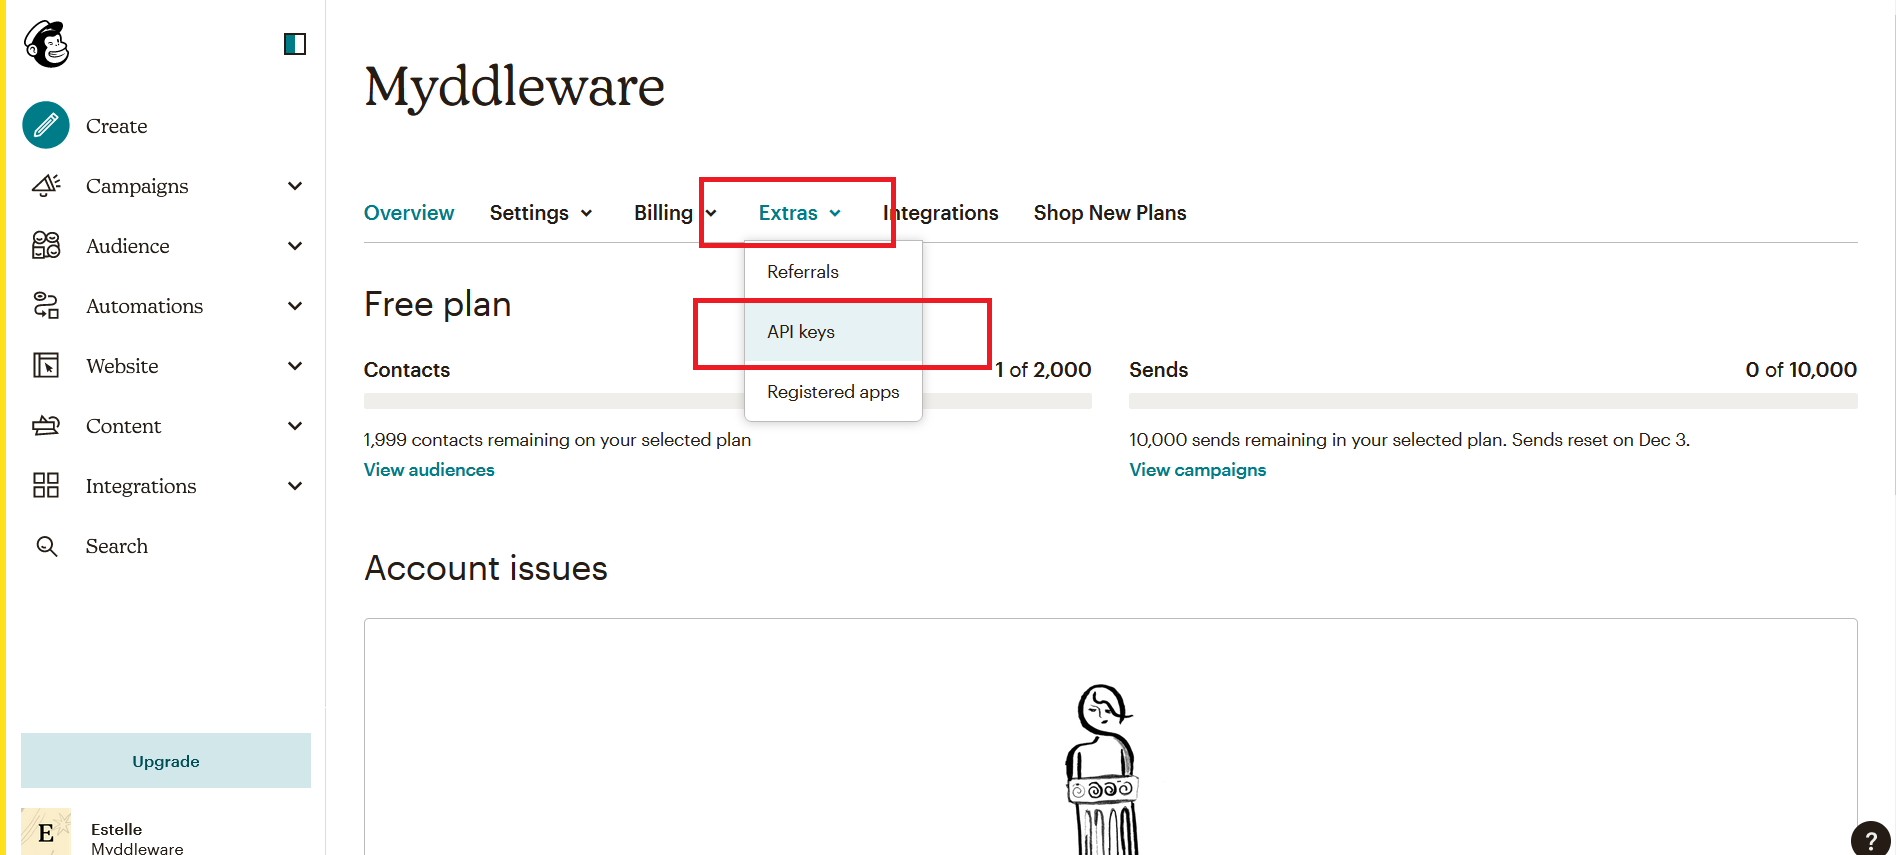 Create
Campaigns
Audience
Automations
Website
Content
Integrations
Search
Upgrade
E
Estelle
Myddleware
Myddleware
Overview Settings Billing Extras Integrations Shop New Plans
Referrals
API keys
Registered apps
Free plan
Contacts 1 of 2,000
1,999 contacts remaining on your selected plan
View audiences
Sends 0 of 10,000
10,000 sends remaining in your selected plan. Sends reset on Dec 3.
View campaigns
Account issues
?